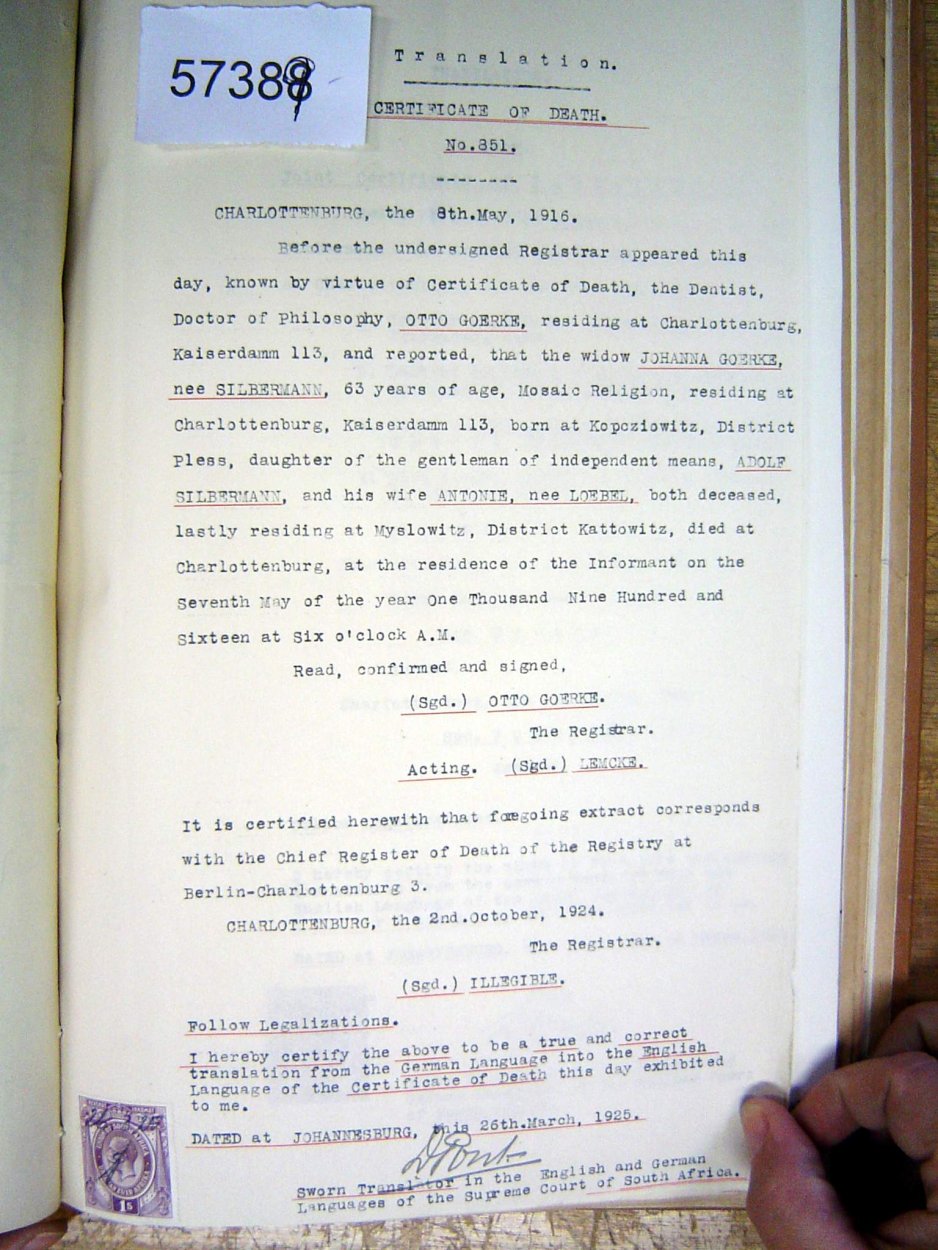 57389
Translation.
CERTIFICATE OF DEATH.
No.851.
CHARLOTTENBURG, the 8th.May, 1916.
Before the undersigned Registrar appeared this
day, known by virtue of Certificate of Death, the Dentist,
Doctor of Philosophy, OTTO GOERKE, residing at Charlottenburg,
Kaiserdamm 113, and reported, that the widow JOHANNA GOERKE,
nee SILBERMANN, 63 years of age, Mosaic Religion, residing at
Charlottenburg, Kaiserdamm 113, born at Kopcziowitz, District
Pless, daughter of the gentleman of independent means, ADOLF
SILBERMANN, and his wife ANTONIE, nee LOEBEL, both deceased,
lastly residing at Myslowitz, District Kattowitz, died at
Charlottenburg, at the residence of the Informant on the
Seventh May of the year One Thousand Nine Hundred and
Sixteen at Six o'clock A.M.
Read, confirmed and signed,
(Sgd.) OTTO GOERKE.
The Registrar.
Acting. (Sgd.) LEMCKE.
It is certified herewith that foregoing extract corresponds
with the Chief Register of Death of the Registry at
Berlin-Charlottenburg 3.
CHARLOTTENBURG, the 2nd.October, 1924.
The Registrar.
(Sgd.) ILLEGIBLE.
Follow Legalizations.
I hereby certify the above to be a true and correct
translation from the German Language into the English
Language of the Certificate of Death this day exhibited
to me.
DATED at JOHANNESBURG, this 26th.March, 1925.
Sworn Translator in the English and German
Languages of the Supreme Court of South Africa.
1s